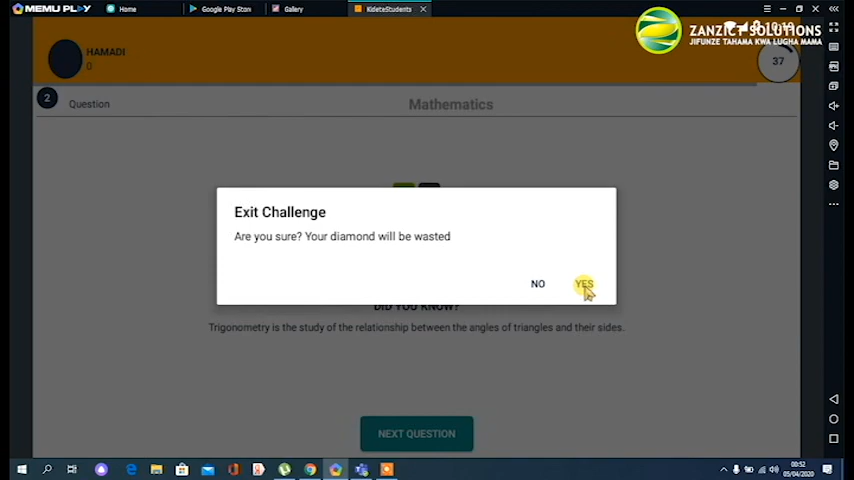 MEMU PLAY
Home
Google Play Store
Gallery
KideteStudents
HAMADI
0
10:19
ZANZICT SOLUTIONS
JIFUNZE TAHAMA KWA LUGHA MAMA
37
2
Question
Mathematics
Exit Challenge
Are you sure? Your diamond will be wasted
NO
YES
DID YOU KNOW?
Trigonometry is the study of the relationship between the angles of triangles and their sides.
NEXT QUESTION
00:52
05/04/2020